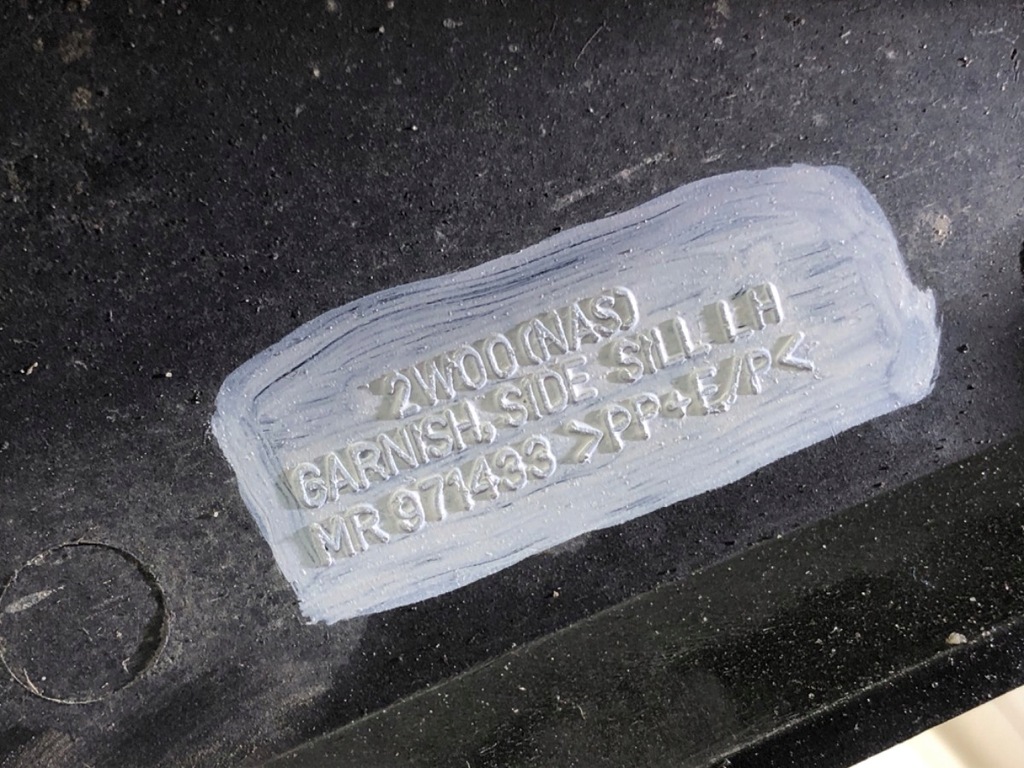 2W00(NAS)
GARNISH, SIDE SILL LH
MR 971433 >PP+E/P<